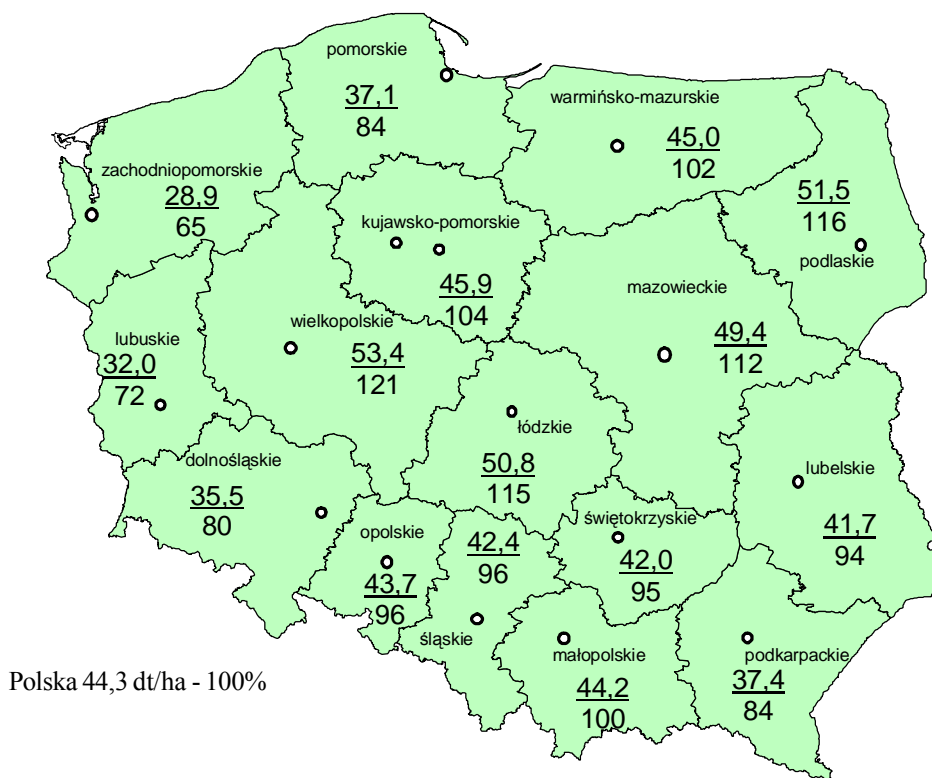 pomorskie
37,1
84
warmińsko-mazurskie
45,0
102
zachodniopomorskie
28,9
65
51,5
116
podlaskie
kujawsko-pomorskie
45,9
104
mazowieckie
49,4
112
lubuskie
32,0
72
wielkopolskie
53,4
121
łódzkie
50,8
115
dolnośląskie
35,5
80
lubelskie
41,7
94
opolskie
43,7
96
42,4
96
śląskie
świętokrzyskie
42,0
95
małopolskie
44,2
100
podkarpackie
37,4
84
Polska 44,3 dt/ha - 100%